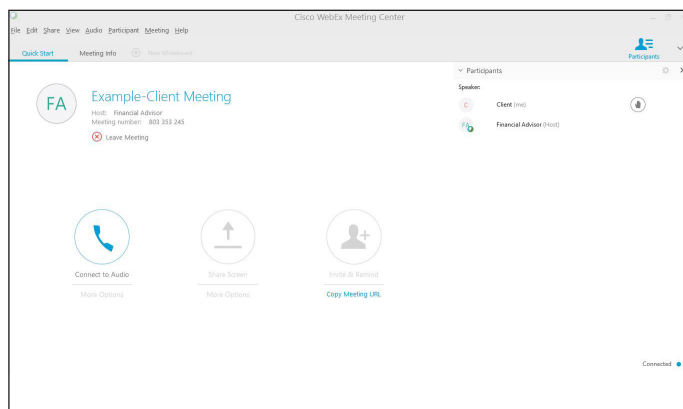 Cisco WebEx Meeting Center
File Edit Share View Audio Participant Meeting Help
Quick Start Meeting Info New Whiteboard
Participants
FA
Example-Client Meeting
Host: Financial Advisor
Meeting number: 803 353 245
Leave Meeting
Participants
Speaker:
C Client (me)
FA Financial Advisor (Host)
Connect to Audio Share Screen Invite & Remind
More Options More Options Copy Meeting URL
Connected